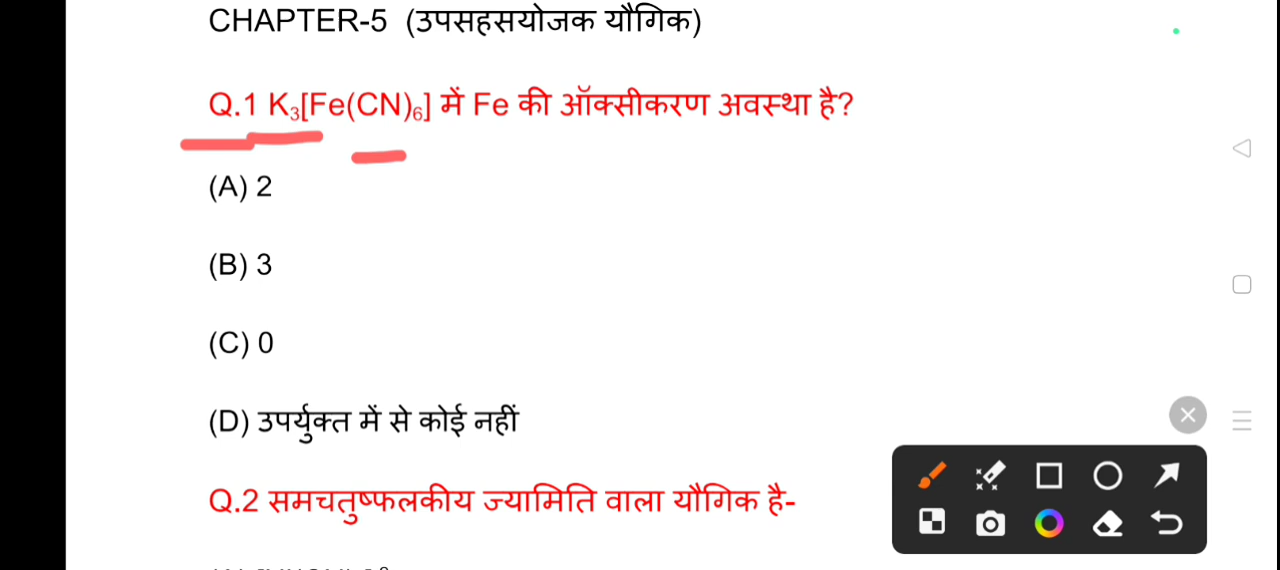 CHAPTER-5 (उपसहसयोजक यौगिक)
Q.1 K₃[Fe(CN)₆] में Fe की ऑक्सीकरण अवस्था है?
(A) 2
(B) 3
(C) 0
(D) उपर्युक्त में से कोई नहीं
Q.2 समचतुष्फलकीय ज्यामिति वाला यौगिक है-